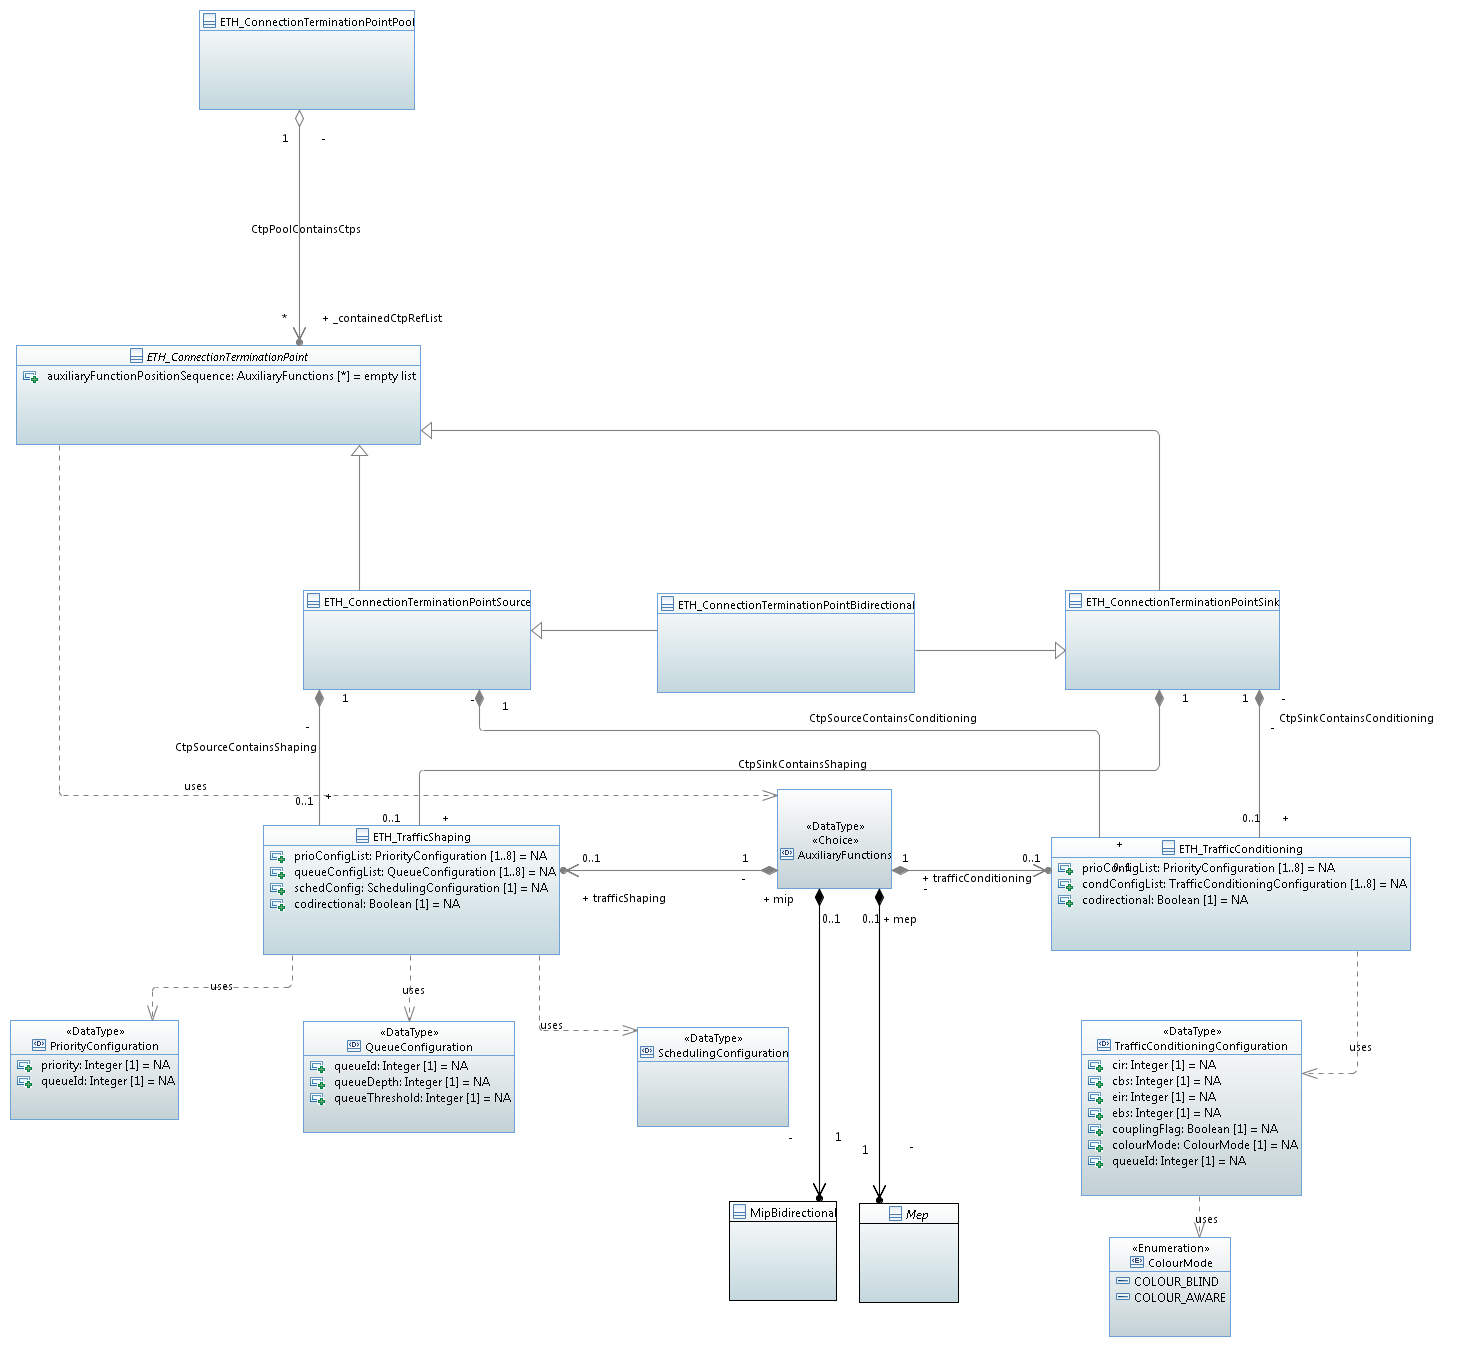 ETH_ConnectionTerminationPointPool
1 -
CtpPoolContainsCtps
* + _containedCtpRefList
ETH_ConnectionTerminationPoint
auxiliaryFunctionPositionSequence: AuxiliaryFunctions [*] = empty list
ETH_ConnectionTerminationPointSource
ETH_ConnectionTerminationPointBidirectional
ETH_ConnectionTerminationPointSink
1
-
1
1
1
-
-
CtpSourceContainsConditioning
CtpSinkContainsConditioning
-
CtpSourceContainsShaping
CtpSinkContainsShaping
uses
0..1 +
0..1 +
0..1 +
ETH_TrafficShaping
prioConfigList: PriorityConfiguration [1..8] = NA
queueConfigList: QueueConfiguration [1..8] = NA
schedConfig: SchedulingConfiguration [1] = NA
codirectional: Boolean [1] = NA
0..1
+ trafficShaping
1
-
«DataType»
«Choice»
AuxiliaryFunctions
1
-
0..1
+ trafficConditioning
+
0..1
ETH_TrafficConditioning
prioConfigList: PriorityConfiguration [1..8] = NA
condConfigList: TrafficConditioningConfiguration [1..8] = NA
codirectional: Boolean [1] = NA
+ mip
0..1
0..1 + mep
uses
uses
uses
uses
«DataType»
PriorityConfiguration
priority: Integer [1] = NA
queueId: Integer [1] = NA
«DataType»
QueueConfiguration
queueId: Integer [1] = NA
queueDepth: Integer [1] = NA
queueThreshold: Integer [1] = NA
«DataType»
SchedulingConfiguration
«DataType»
TrafficConditioningConfiguration
cir: Integer [1] = NA
cbs: Integer [1] = NA
eir: Integer [1] = NA
ebs: Integer [1] = NA
couplingFlag: Boolean [1] = NA
colourMode: ColourMode [1] = NA
queueId: Integer [1] = NA
- 1
1 -
MipBidirectional
Mep
uses
«Enumeration»
ColourMode
COLOUR_BLIND
COLOUR_AWARE